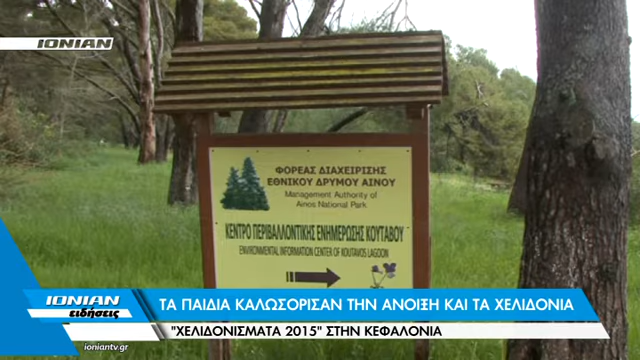 IONIAN
ΦΟΡΕΑΣ ΔΙΑΧΕΙΡΙΣΗΣ
ΕΘΝΙΚΟΥ ΔΡΥΜΟΥ ΑΙΝΟΥ
Management Authority of
Ainos National Park
ΚΕΝΤΡΟ ΠΕΡΙΒΑΛΛΟΝΤΙΚΗΣ ΕΝΗΜΕΡΩΣΗΣ ΚΟΥΤΑΒΟΥ
ENVIRONMENTAL INFORMATION CENTER OF KOUTAVOS LAGOON
IONIAN
ειδήσεις
ΤΑ ΠΑΙΔΙΑ ΚΑΛΩΣΟΡΙΣΑΝ ΤΗΝ ΑΝΟΙΞΗ ΚΑΙ ΤΑ ΧΕΛΙΔΟΝΙΑ
"ΧΕΛΙΔΟΝΙΣΜΑΤΑ 2015" ΣΤΗΝ ΚΕΦΑΛΟΝΙΑ
ioniantv.gr